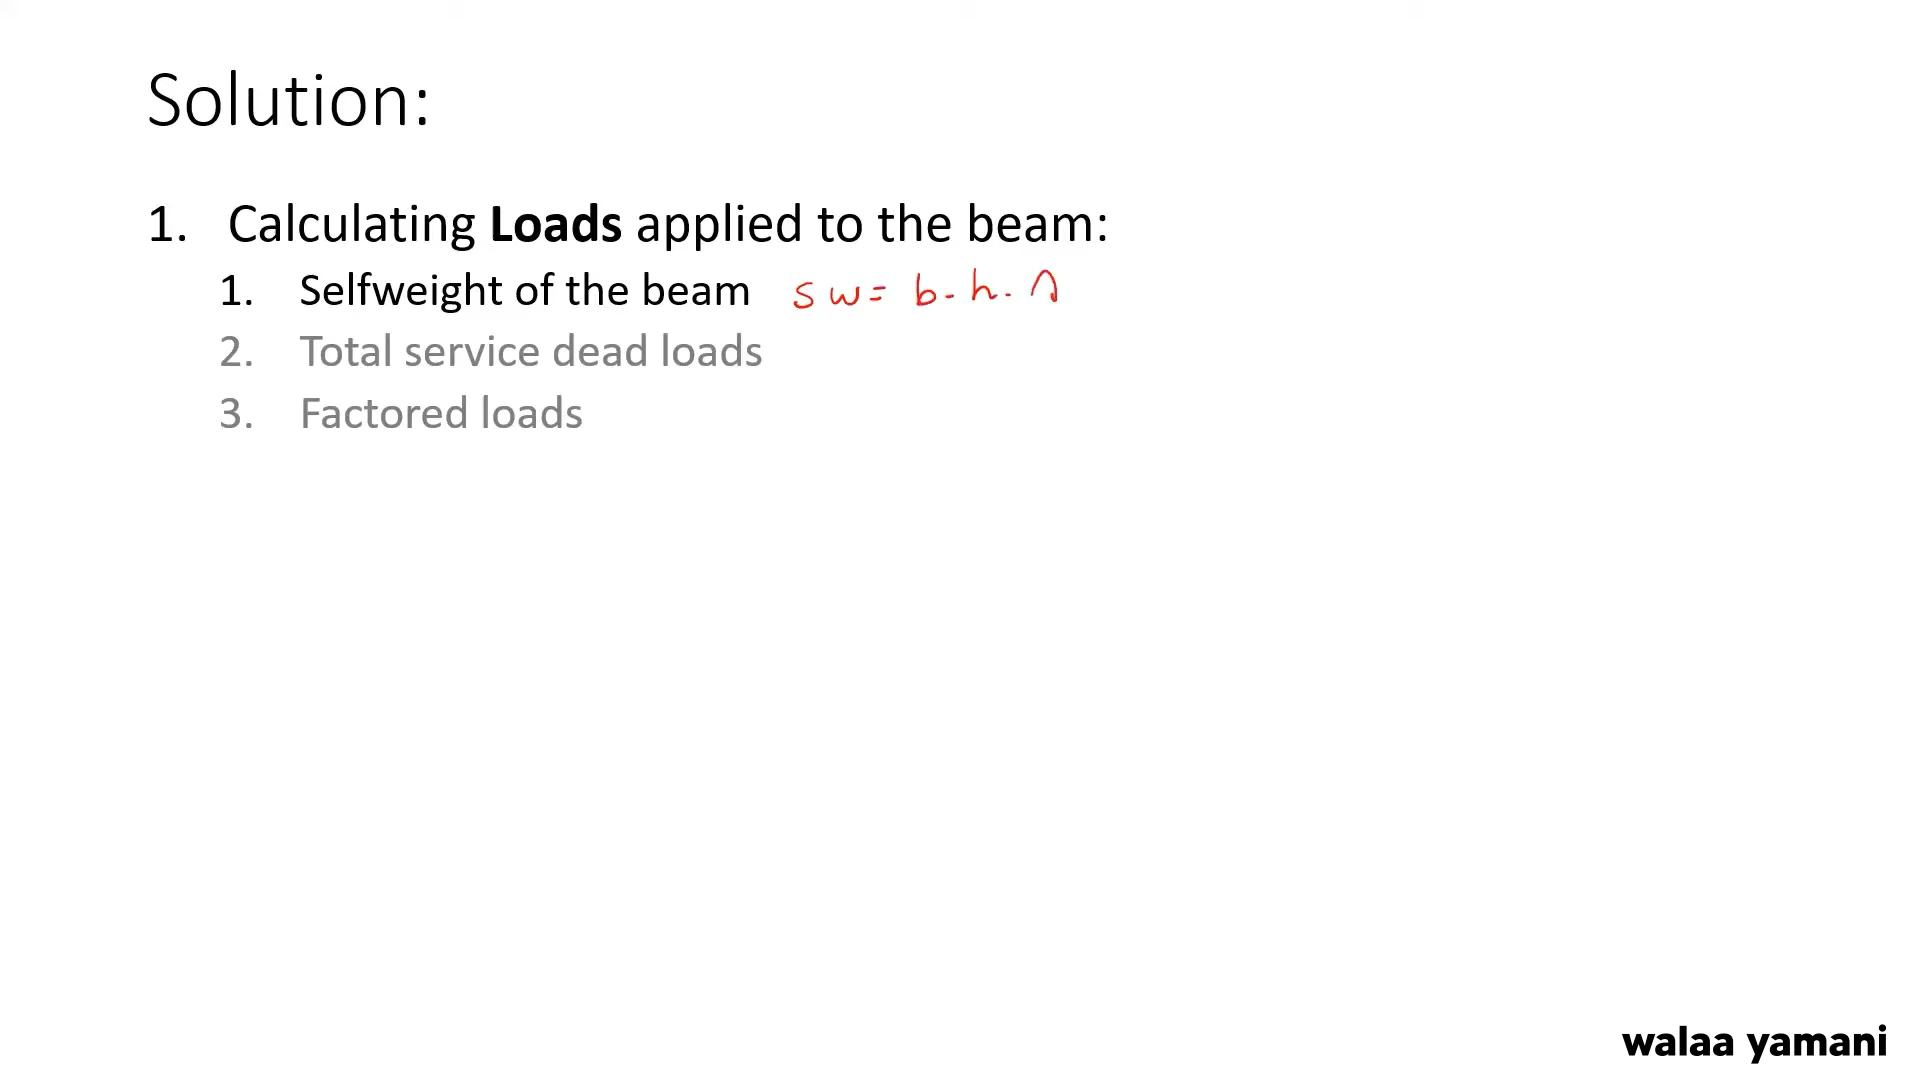 Solution:
1. Calculating Loads applied to the beam:
1. Selfweight of the beam sw= b.h.
2. Total service dead loads
3. Factored loads
walaa yamani